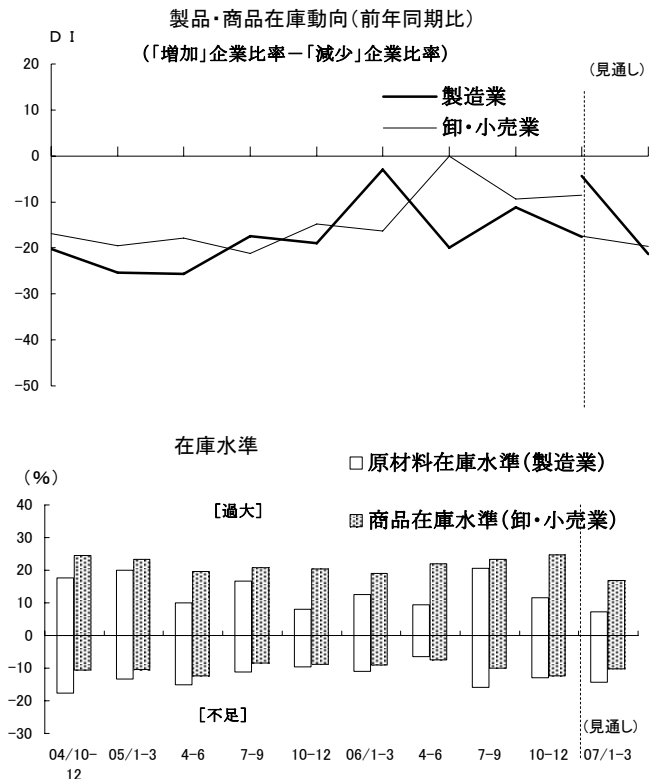 製品・商品在庫動向(前年同期比)
DI
(「増加」企業比率－「減少」企業比率)
(見通し)
製造業
卸・小売業
20
10
0
-10
-20
-30
-40
-50
在庫水準
(%)
□原材料在庫水準(製造業)
[過大]
商品在庫水準(卸・小売業)
40
30
20
10
0
-10
-20
-30
[不足]
(見通し)
04/10-12 05/1-3 4-6 7-9 10-12 06/1-3 4-6 7-9 10-12 07/1-3